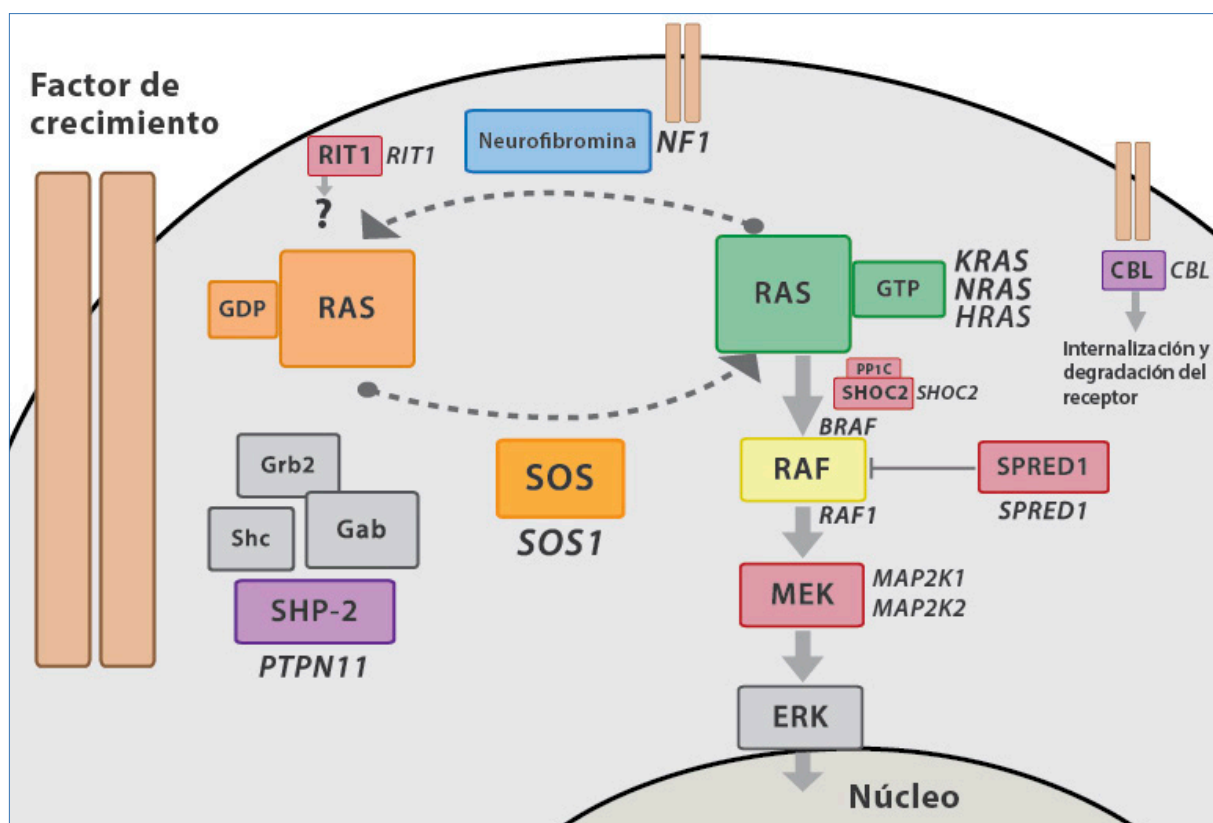 Factor de
crecimiento
RIT1 RIT1
?
Neurofibromina NF1
GDP RAS
RAS GTP
KRAS
NRAS
HRAS
CBL CBL
Internalización y
degradación del
receptor
PP1C
SHOC2 SHOC2
BRAF
RAF
RAF1
SPRED1
SPRED1
Grb2
Shc
Gab
SHP-2
PTPN11
SOS
SOS1
MEK
MAP2K1
MAP2K2
ERK
Núcleo